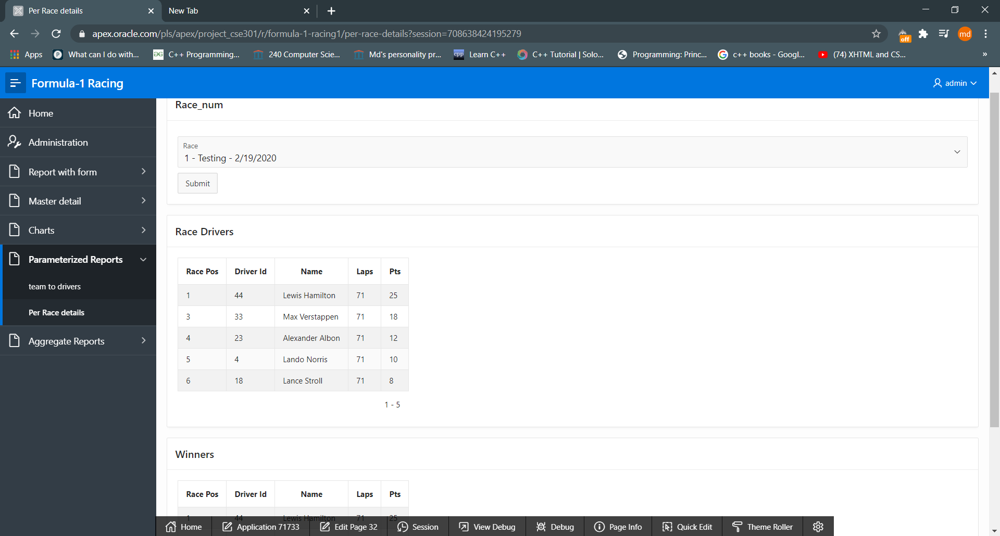 Per Race details
New Tab
apex.oracle.com/pls/apex/project_cse301/r/formula-1-racing1/per-race-details?session=708638424195279
off
md
Apps
What can I do with...
C++ Programming...
240 Computer Scie...
Md's personality pr...
cpp
Learn C++
C++ Tutorial | Solo...
Programming: Princ...
c++ books - Googl...
(74) XHTML and CS...
»
Formula-1 Racing
admin
Home
Administration
Report with form
Master detail
Charts
Parameterized Reports
team to drivers
Per Race details
Aggregate Reports
Race_num
Race
1 - Testing - 2/19/2020
Submit
Race Drivers
Race Pos Driver Id Name Laps Pts
1 44 Lewis Hamilton 71 25
3 33 Max Verstappen 71 18
4 23 Alexander Albon 71 12
5 4 Lando Norris 71 10
6 18 Lance Stroll 71 8
1 - 5
Winners
Race Pos Driver Id Name Laps Pts
1 44 Lewis Hamilton 71 25
Home Application 71733 Edit Page 32 Session View Debug Debug Page Info Quick Edit Theme Roller